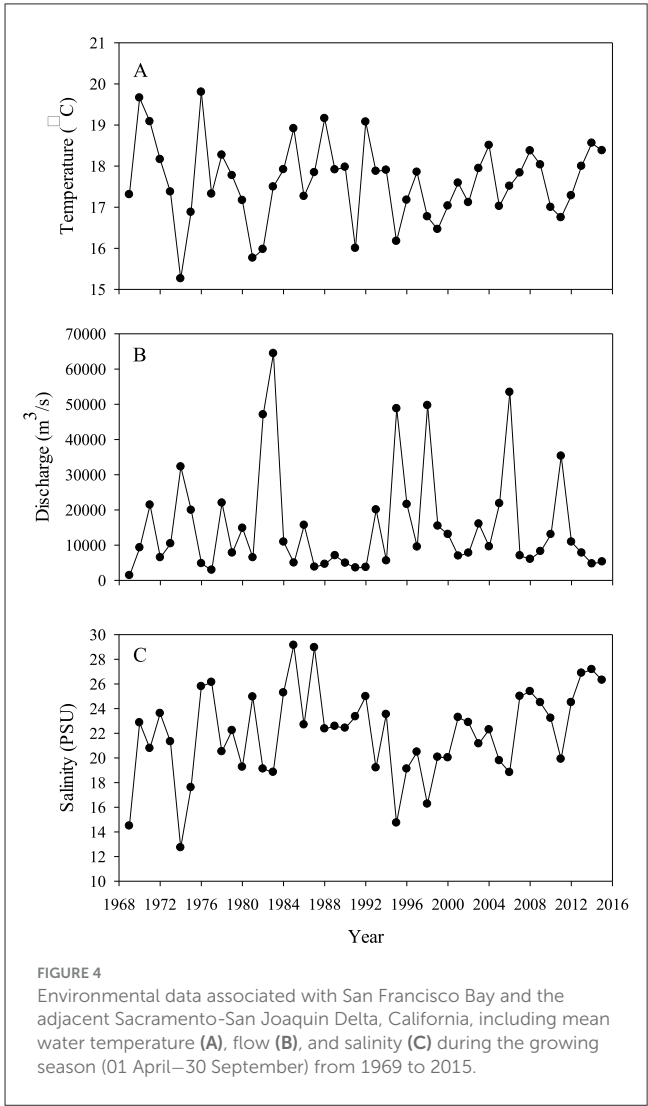 21
A
20
19
18
17
16
15
Temperature (□C)
70000
B
60000
50000
40000
30000
20000
10000
0
Discharge (m³/s)
30
C
28
26
24
22
20
18
16
14
12
10
Salinity (PSU)
1968 1972 1976 1980 1984 1988 1992 1996 2000 2004 2008 2012 2016
Year
FIGURE 4
Environmental data associated with San Francisco Bay and the
adjacent Sacramento-San Joaquin Delta, California, including mean
water temperature (A), flow (B), and salinity (C) during the growing
season (01 April–30 September) from 1969 to 2015.